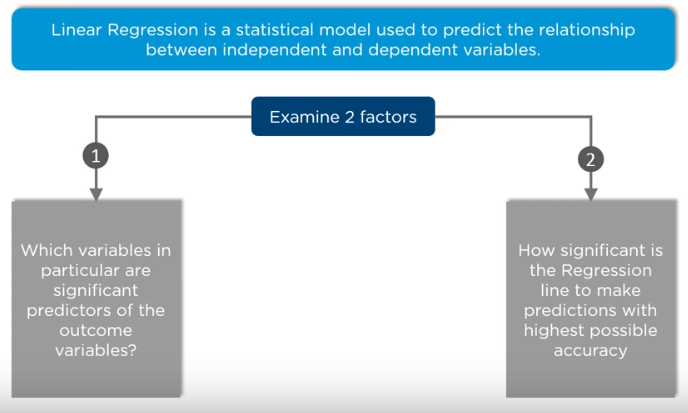 Linear Regression is a statistical model used to predict the relationship
between independent and dependent variables.
Examine 2 factors
1
2
Which variables in
particular are
significant
predictors of the
outcome
variables?
How significant is
the Regression
line to make
predictions with
highest possible
accuracy